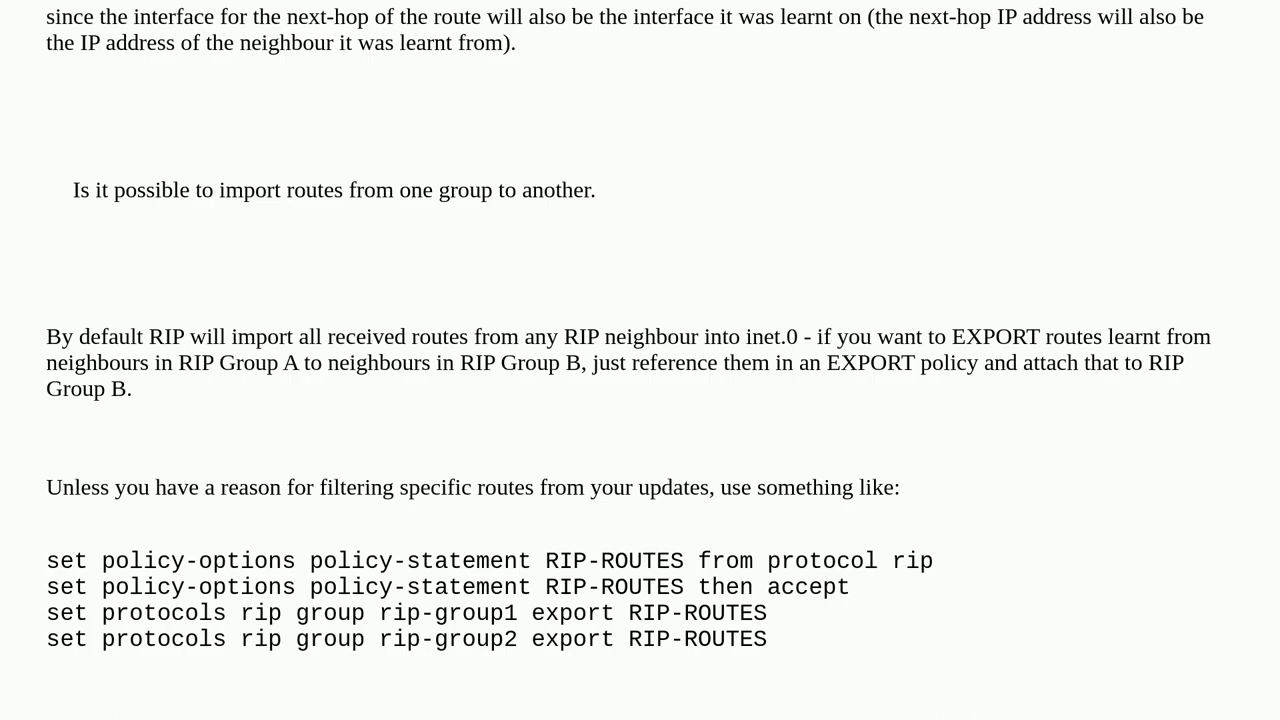 since the interface for the next-hop of the route will also be the interface it was learnt on (the next-hop IP address will also be
the IP address of the neighbour it was learnt from).
Is it possible to import routes from one group to another.
By default RIP will import all received routes from any RIP neighbour into inet.0 - if you want to EXPORT routes learnt from
neighbours in RIP Group A to neighbours in RIP Group B, just reference them in an EXPORT policy and attach that to RIP
Group B.
Unless you have a reason for filtering specific routes from your updates, use something like:
set policy-options policy-statement RIP-ROUTES from protocol rip
set policy-options policy-statement RIP-ROUTES then accept
set protocols rip group rip-group1 export RIP-ROUTES
set protocols rip group rip-group2 export RIP-ROUTES